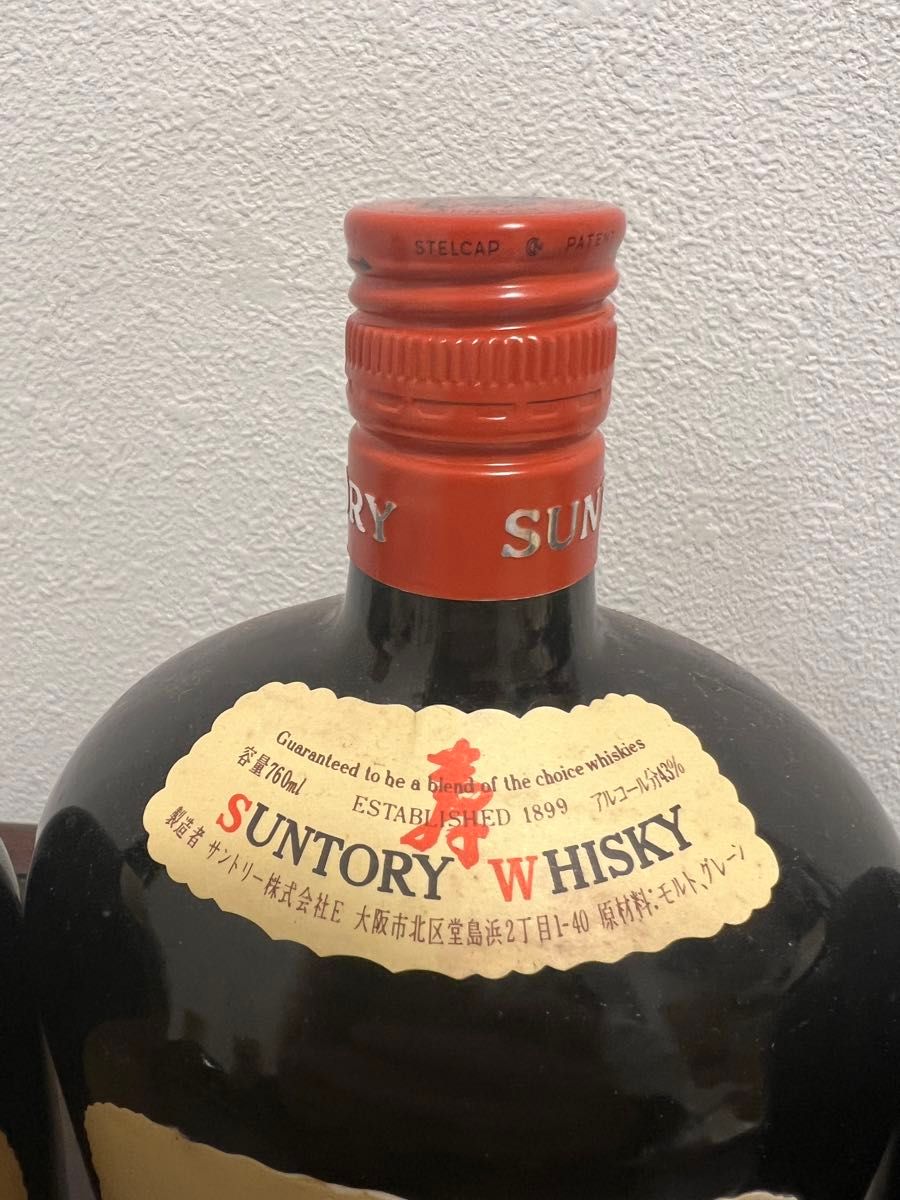 STELCAP PATENT
RY SUN
Guaranteed to be a blend of the choice whiskies
容量760ml
寿
ESTABLISHED 1899
アルコール分43%
SUNTORY WHISKY
製造者 サントリー株式会社E 大阪市北区堂島浜2丁目1-40 原材料:モルト、グレーン